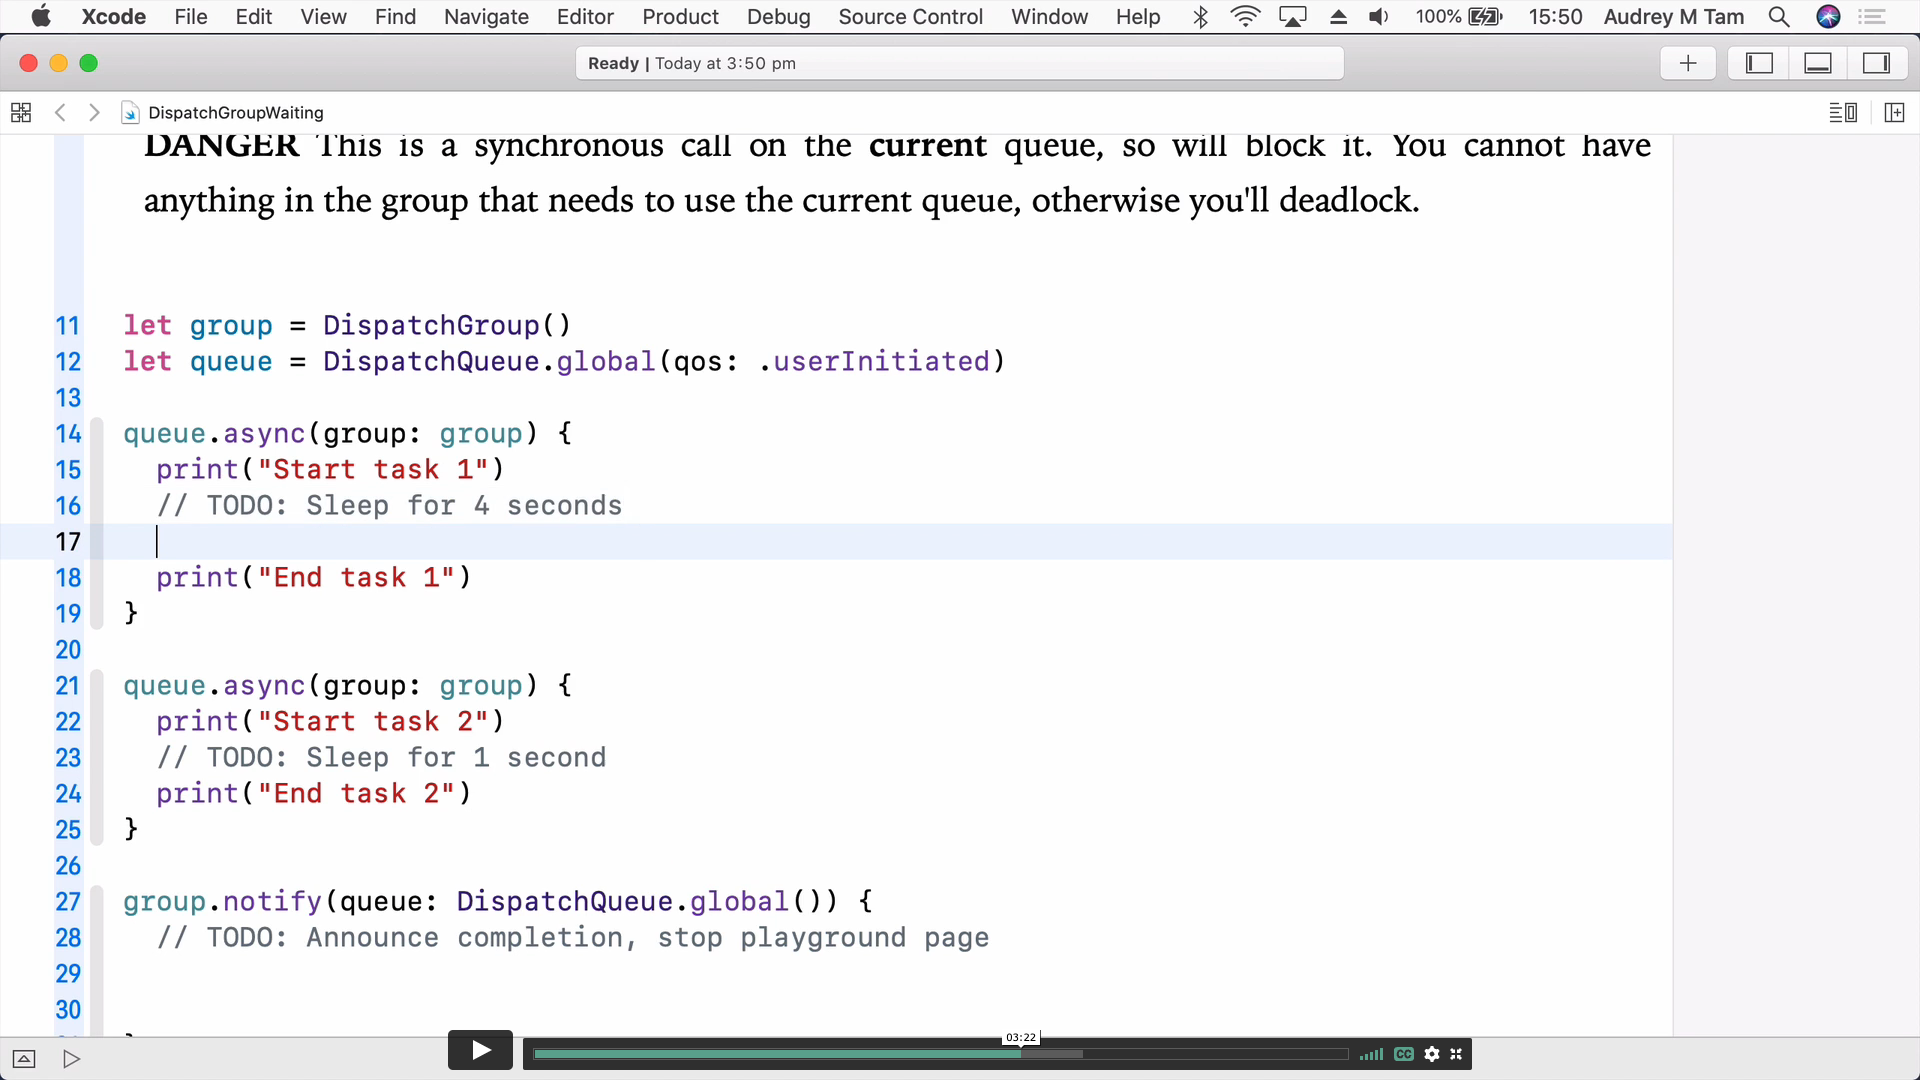 Xcode File Edit View Find Navigate Editor Product Debug Source Control Window Help 100% 15:50 Audrey M Tam
Ready | Today at 3:50 pm
DispatchGroupWaiting
DANGER This is a synchronous call on the current queue, so will block it. You cannot have
anything in the group that needs to use the current queue, otherwise you'll deadlock.
11 let group = DispatchGroup()
12 let queue = DispatchQueue.global(qos: .userInitiated)
13
14 queue.async(group: group) {
15 print("Start task 1")
16 // TODO: Sleep for 4 seconds
17
18 print("End task 1")
19 }
20
21 queue.async(group: group) {
22 print("Start task 2")
23 // TODO: Sleep for 1 second
24 print("End task 2")
25 }
26
27 group.notify(queue: DispatchQueue.global()) {
28 // TODO: Announce completion, stop playground page
29
30
03:22
CC